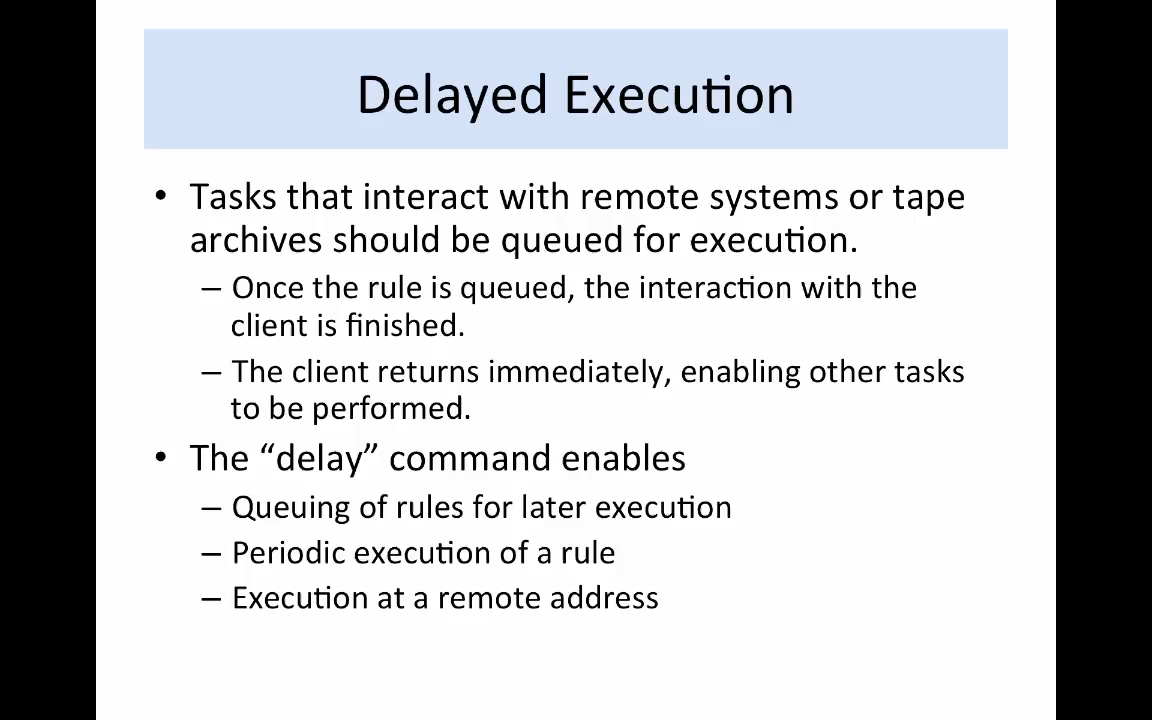 Delayed Execution
• Tasks that interact with remote systems or tape
archives should be queued for execution.
– Once the rule is queued, the interaction with the
client is finished.
– The client returns immediately, enabling other tasks
to be performed.
• The “delay” command enables
– Queuing of rules for later execution
– Periodic execution of a rule
– Execution at a remote address